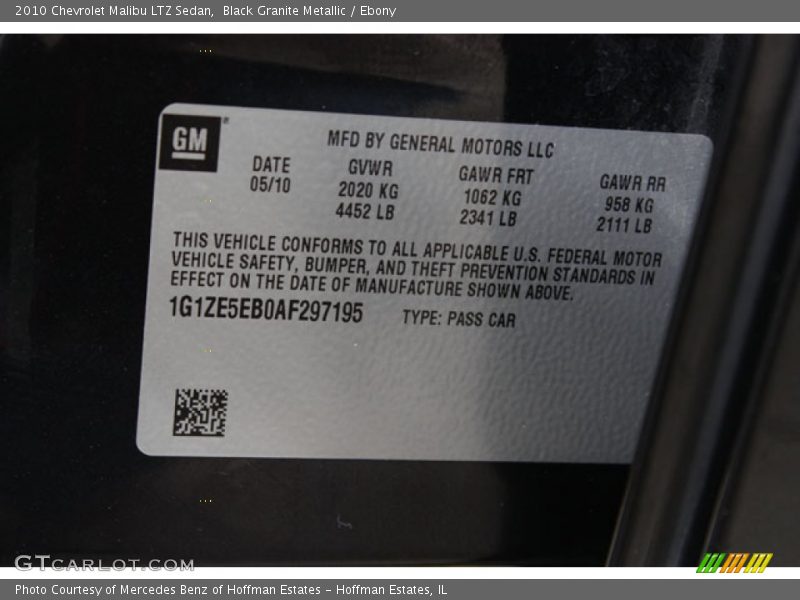 2010 Chevrolet Malibu LTZ Sedan, Black Granite Metallic / Ebony
GM®
MFD BY GENERAL MOTORS LLC
DATE GVWR GAWR FRT GAWR RR
05/10 2020 KG 1062 KG 958 KG
4452 LB 2341 LB 2111 LB
THIS VEHICLE CONFORMS TO ALL APPLICABLE U.S. FEDERAL MOTOR
VEHICLE SAFETY, BUMPER, AND THEFT PREVENTION STANDARDS IN
EFFECT ON THE DATE OF MANUFACTURE SHOWN ABOVE.
1G1ZE5EB0AF297195 TYPE: PASS CAR
GTCARLOT.COM
Photo Courtesy of Mercedes Benz of Hoffman Estates - Hoffman Estates, IL